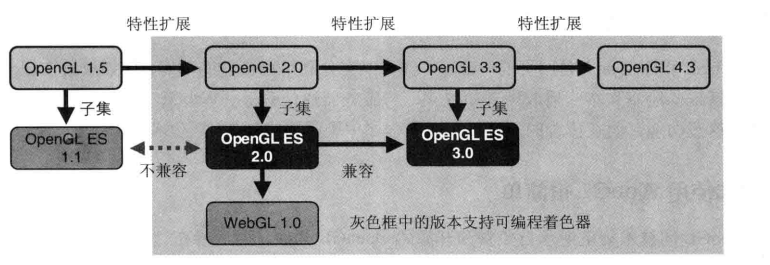 特性扩展 特性扩展 特性扩展
OpenGL 1.5 OpenGL 2.0 OpenGL 3.3 OpenGL 4.3
子集 子集 子集
OpenGL ES
1.1
OpenGL ES
2.0
OpenGL ES
3.0
不兼容 兼容
WebGL 1.0 灰色框中的版本支持可编程着色器